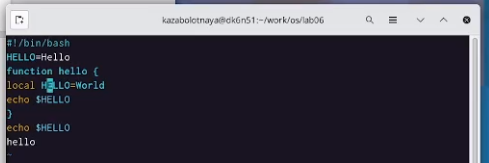 kazabolotnaya@dk6n51:~/work/os/lab06
#!/bin/bash
HELLO=Hello
function hello {
local HELLO=World
echo $HELLO
}
echo $HELLO
hello
~